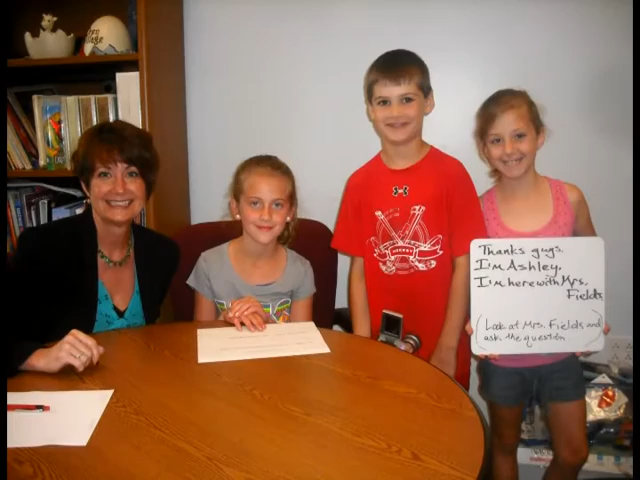 Thanks guys.
I'm Ashley.
I'm here with Mrs.
Fields
(Look at Mrs. Fields and
ask the question)